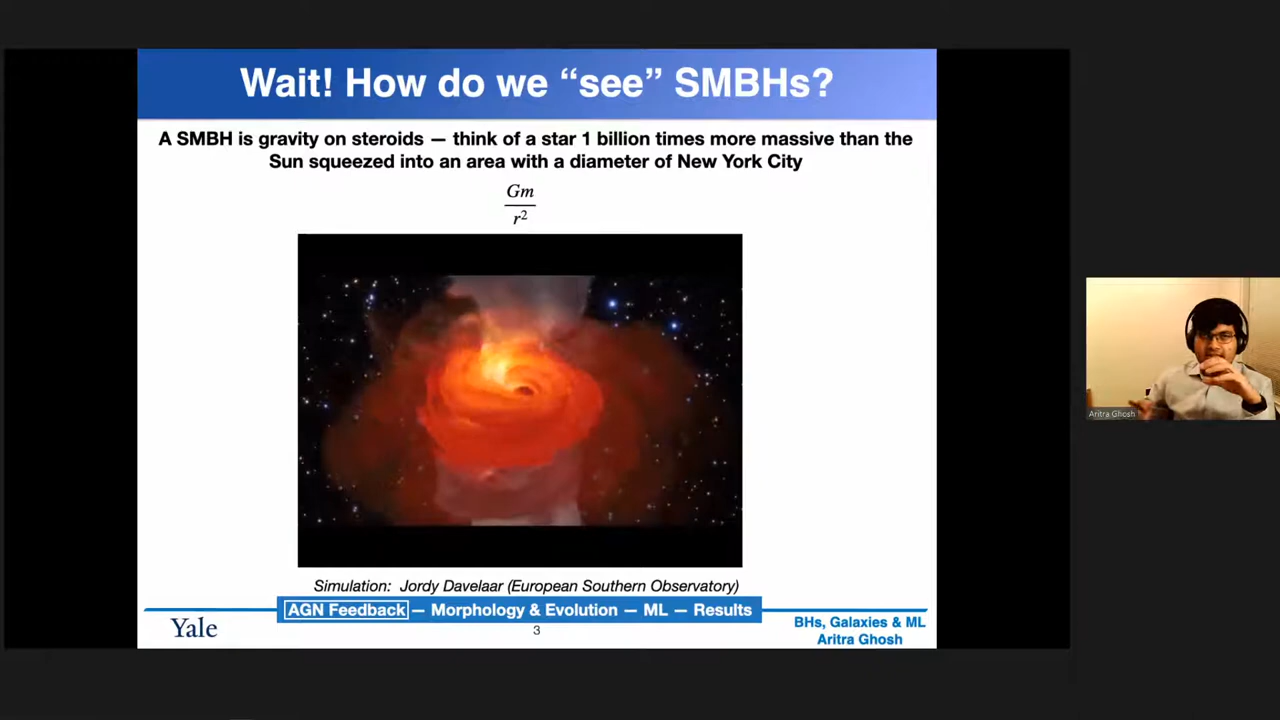 Wait! How do we “see” SMBHs?
A SMBH is gravity on steroids — think of a star 1 billion times more massive than the
Sun squeezed into an area with a diameter of New York City
Gm
r²
Aritra Ghosh
Simulation: Jordy Davelaar (European Southern Observatory)
AGN Feedback — Morphology & Evolution — ML — Results
Yale
3
BHs, Galaxies & ML
Aritra Ghosh